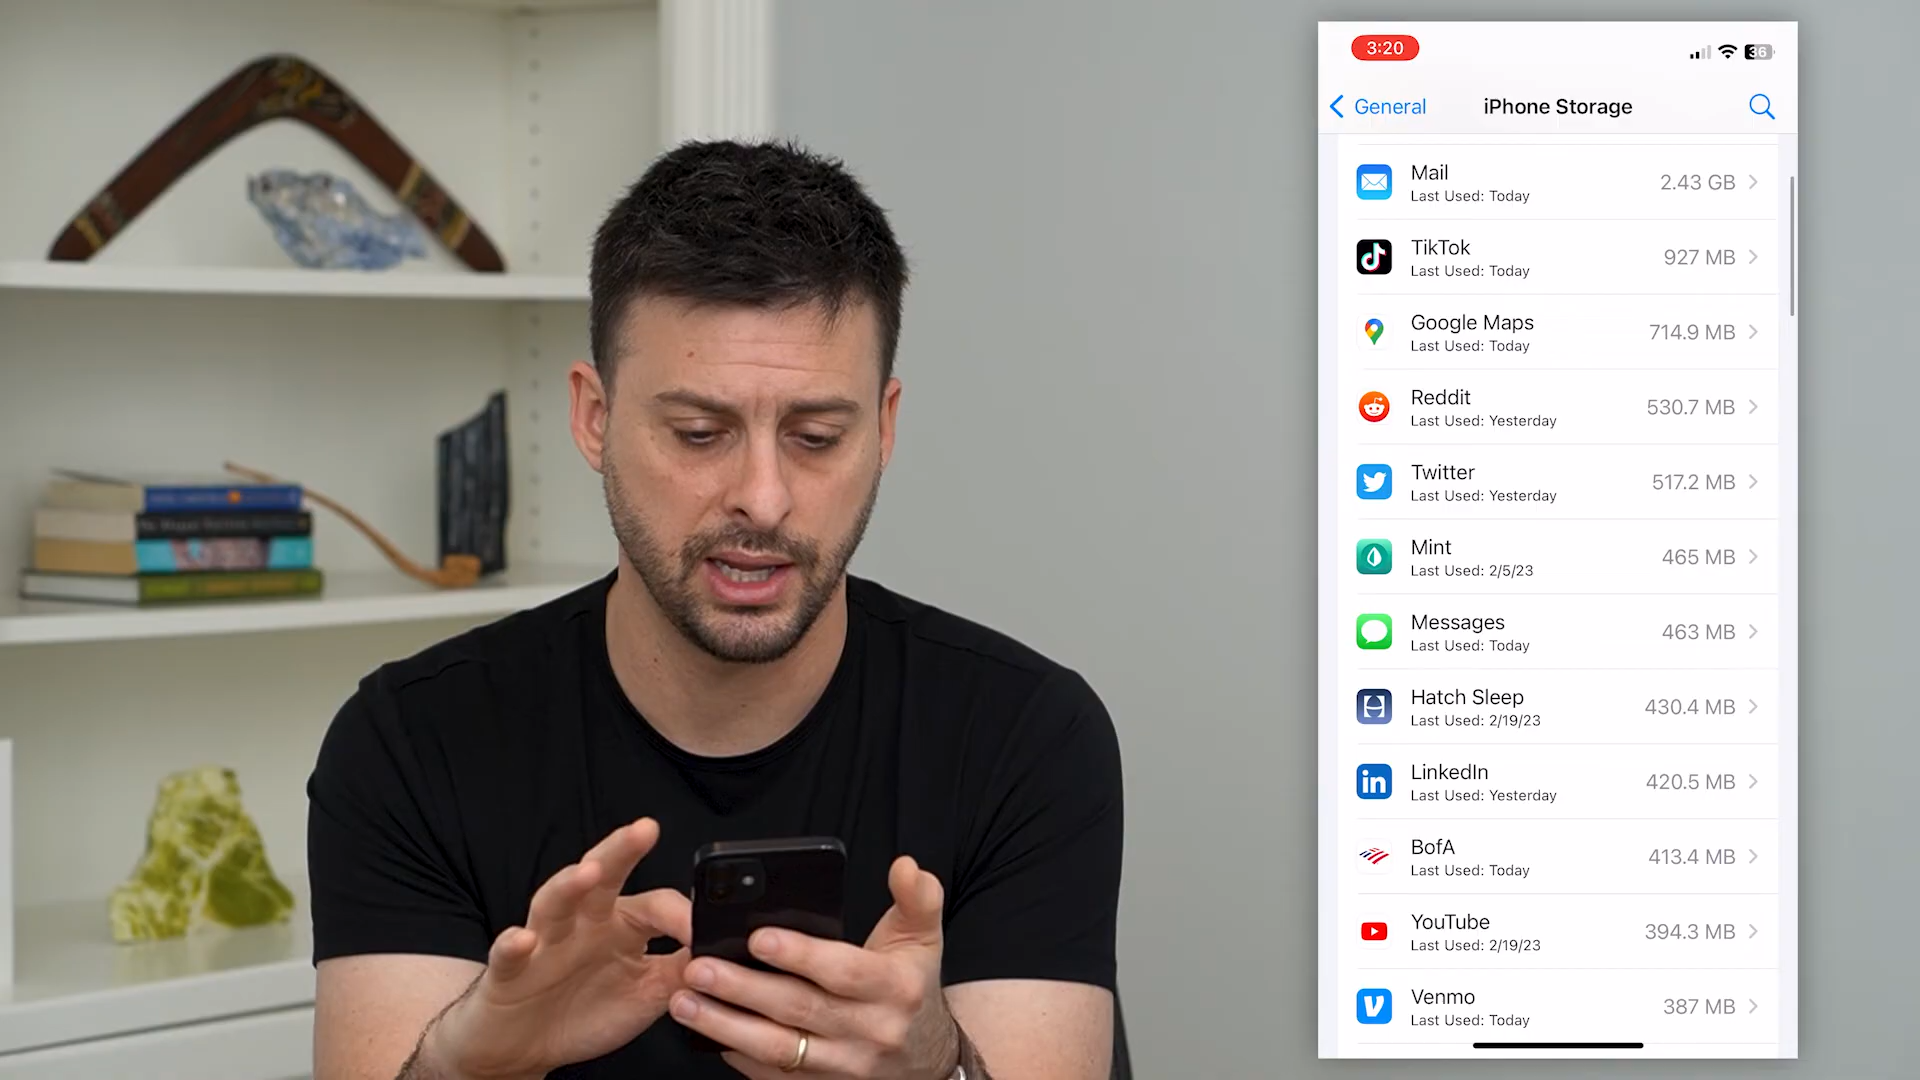 3:20
36
General
iPhone Storage
Mail
2.43 GB
Last Used: Today
TikTok
927 MB
Last Used: Today
Google Maps
714.9 MB
Last Used: Today
Reddit
530.7 MB
Last Used: Yesterday
Twitter
517.2 MB
Last Used: Yesterday
Mint
465 MB
Last Used: 2/5/23
Messages
463 MB
Last Used: Today
Hatch Sleep
430.4 MB
Last Used: 2/19/23
in
LinkedIn
420.5 MB
Last Used: Yesterday
BofA
413.4 MB
Last Used: Today
YouTube
394.3 MB
Last Used: 2/19/23
Venmo
387 MB
Last Used: Today